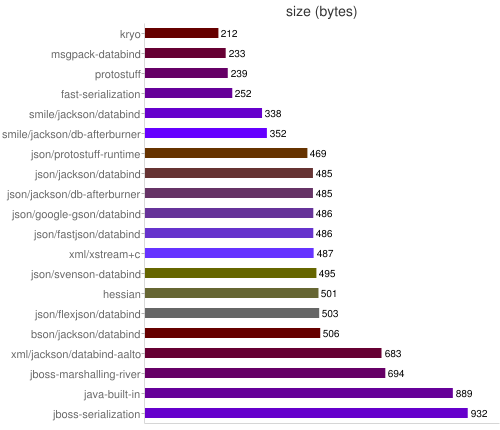 size (bytes)
kryo 212
msgpack-databind 233
protostuff 239
fast-serialization 252
smile/jackson/databind 338
smile/jackson/db-afterburner 352
json/protostuff-runtime 469
json/jackson/databind 485
json/jackson/db-afterburner 485
json/google-gson/databind 486
json/fastjson/databind 486
xml/xstream+c 487
json/svenson-databind 495
hessian 501
json/flexjson/databind 503
bson/jackson/databind 506
xml/jackson/databind-aalto 683
jboss-marshalling-river 694
java-built-in 889
jboss-serialization 932